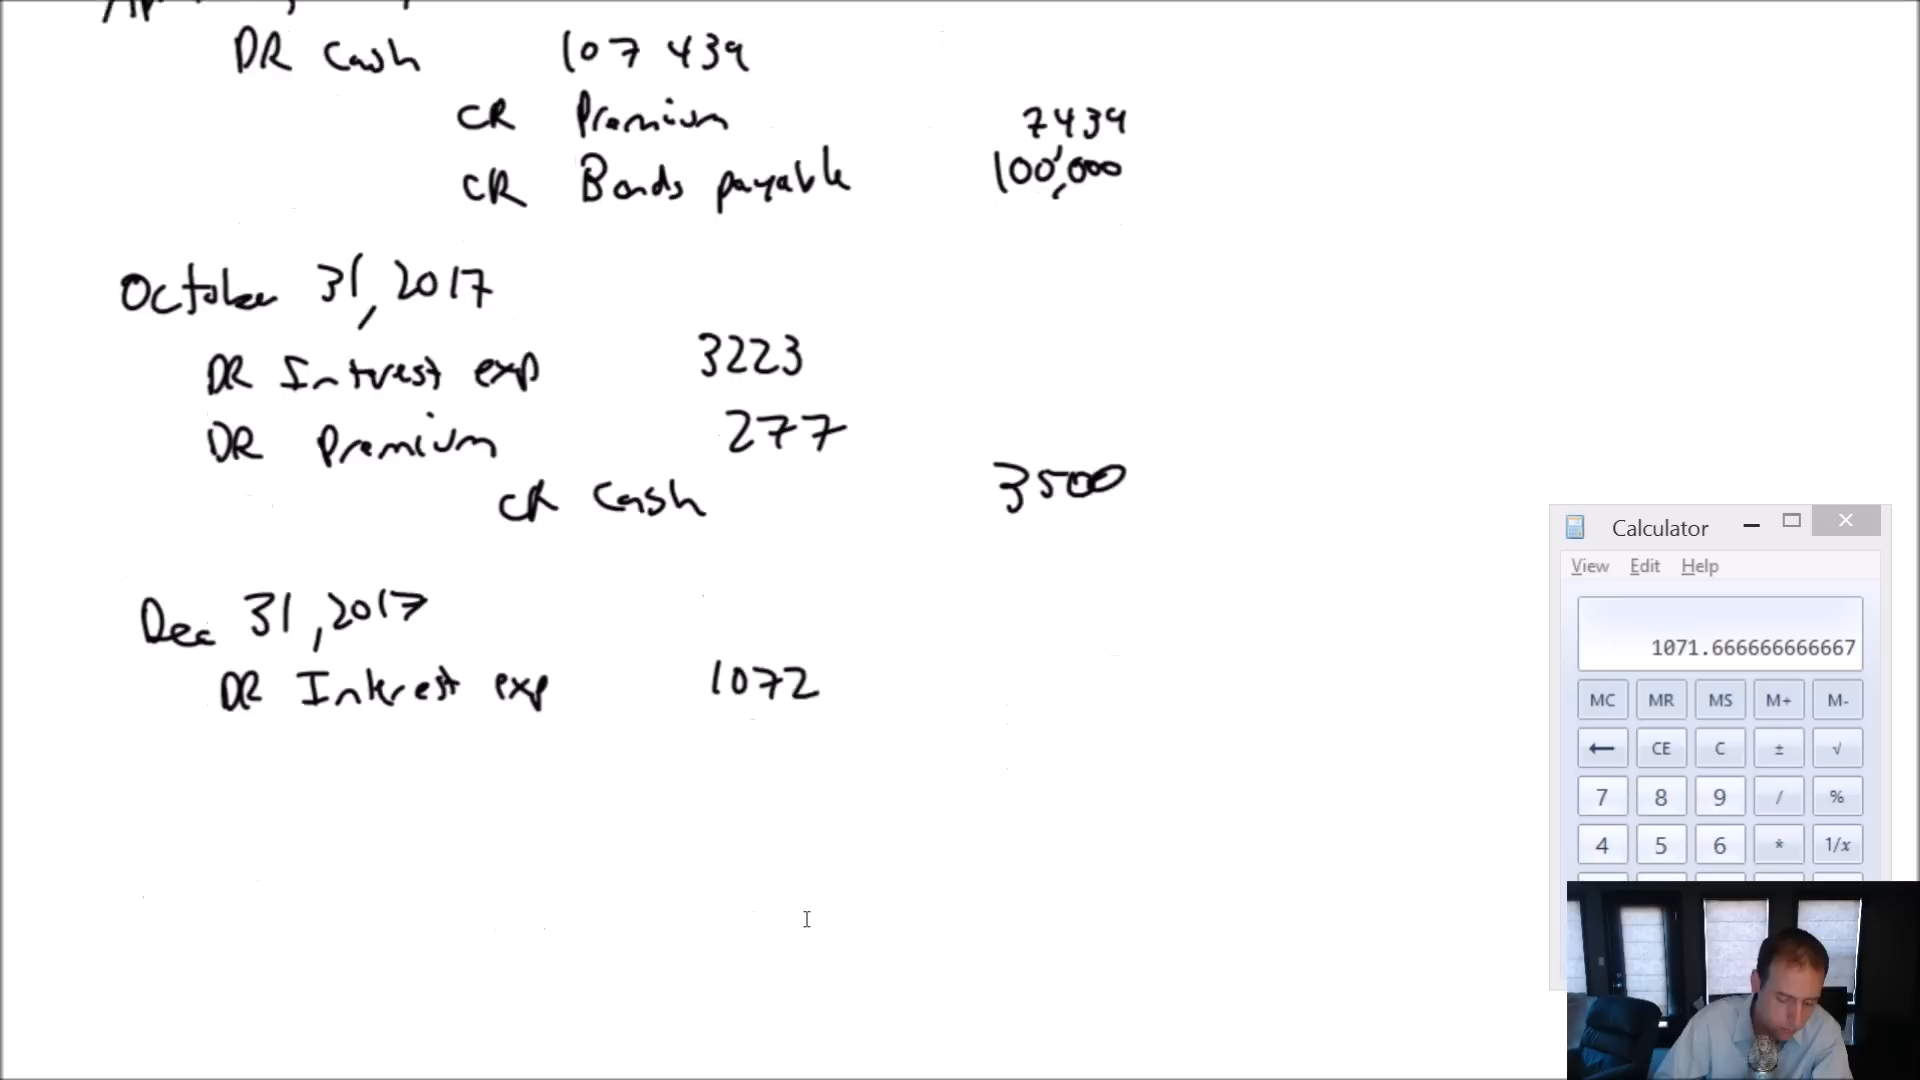 DR Cash 107 439
CR Premium 7439
CR Bonds payable 100,000
October 31, 2017
DR Interest exp 3223
DR Premium 277
CR Cash 3500
Dec 31, 2017
DR Interest exp 1072
Calculator
View Edit Help
1071.666666666667
MC MR MS M+ M-
← CE C ± √
7 8 9 / %
4 5 6 * 1/x